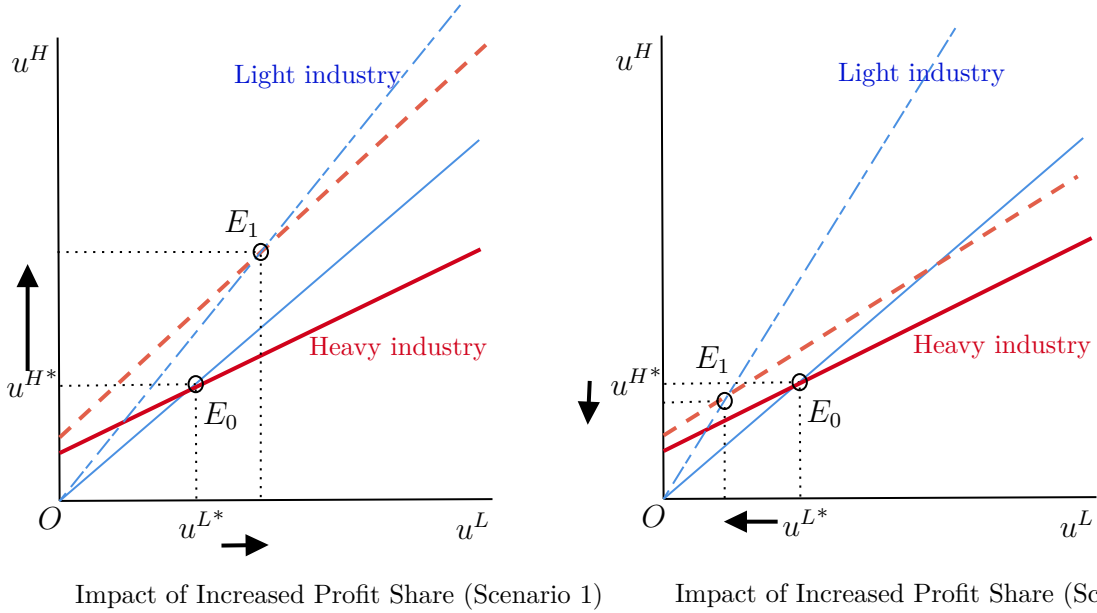 u^H
Light industry
E_1
Heavy industry
u^{H*}
E_0
O
u^{L*}
u^L
Impact of Increased Profit Share (Scenario 1)
u^H
Light industry
Heavy industry
E_1
u^{H*}
E_0
O
u^{L*}
u^L
Impact of Increased Profit Share (Sc